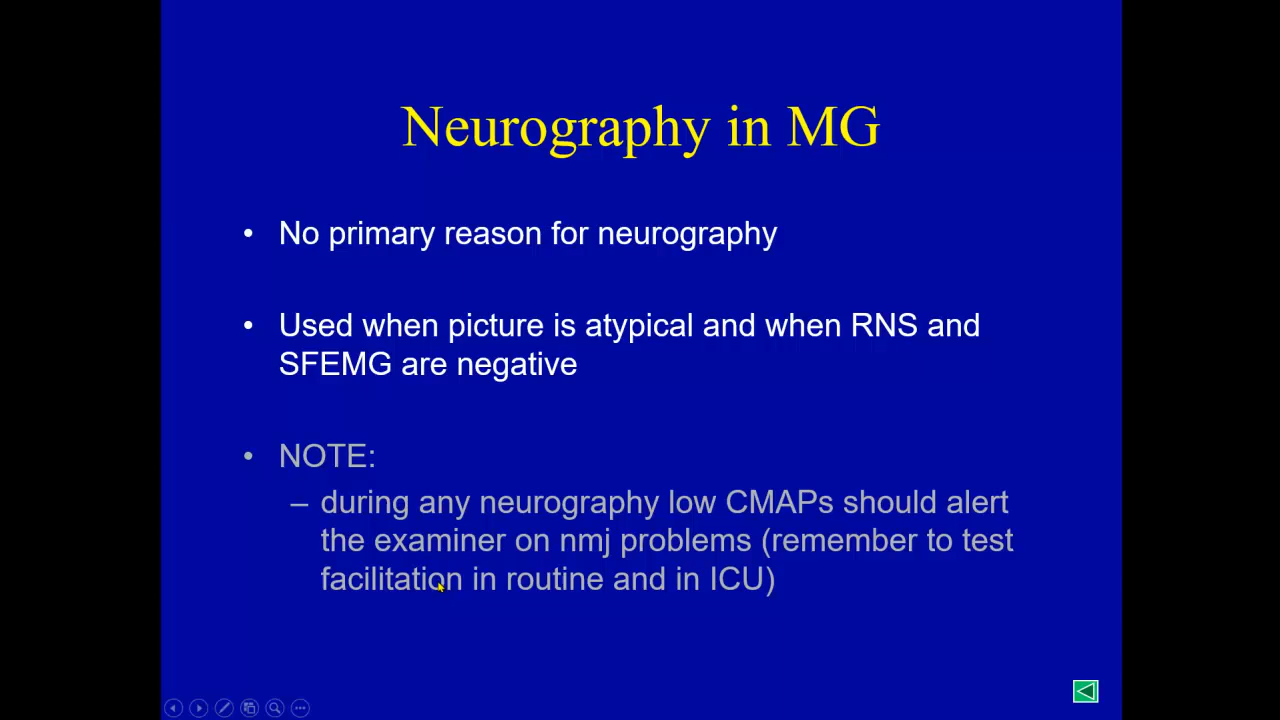 Neurography in MG
• No primary reason for neurography
• Used when picture is atypical and when RNS and
SFEMG are negative
• NOTE:
– during any neurography low CMAPs should alert
the examiner on nmj problems (remember to test
facilitation in routine and in ICU)